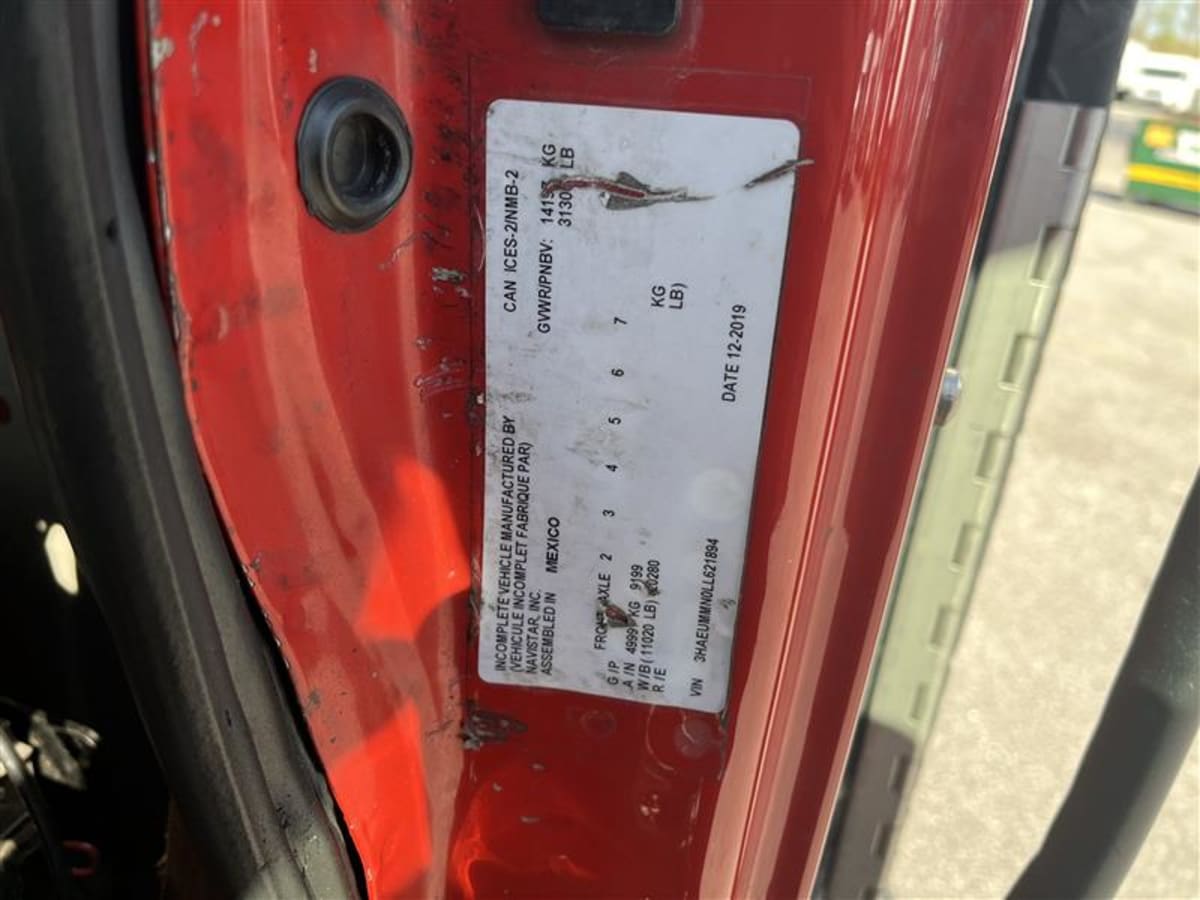 INCOMPLETE VEHICLE MANUFACTURED BY
(VEHICULE INCOMPLET FABRIQUE PAR)
NAVISTAR, INC.
ASSEMBLED IN MEXICO
CAN ICES-2/NMB-2
GVWR/PNBV: KG
LB
FRONT AXLE 2 3 4 5 6 7
G/P
A/N 4999 KG 9199 KG
W/B (11020 LB) 20280 LB)
R/E
DATE 12-2019
VIN 3HAEUMMN0LL621894